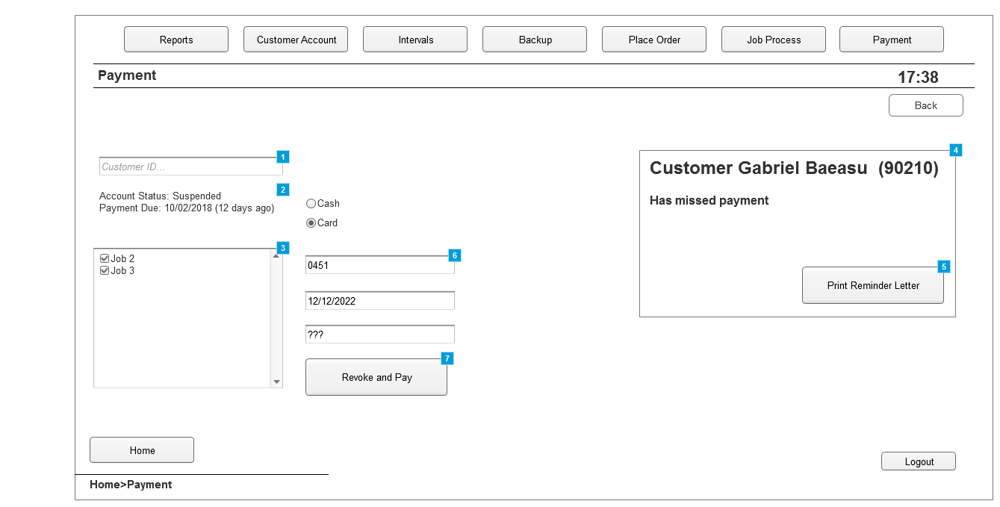 Reports
Customer Account
Intervals
Backup
Place Order
Job Process
Payment
Payment
17:38
Back
Customer ID...
1
Account Status: Suspended
2
Payment Due: 10/02/2018 (12 days ago)
Cash
Card
3
Job 2
Job 3
6
0451
12/12/2022
???
7
Revoke and Pay
4
Customer Gabriel Baeasu (90210)
Has missed payment
5
Print Reminder Letter
Home
Logout
Home>Payment